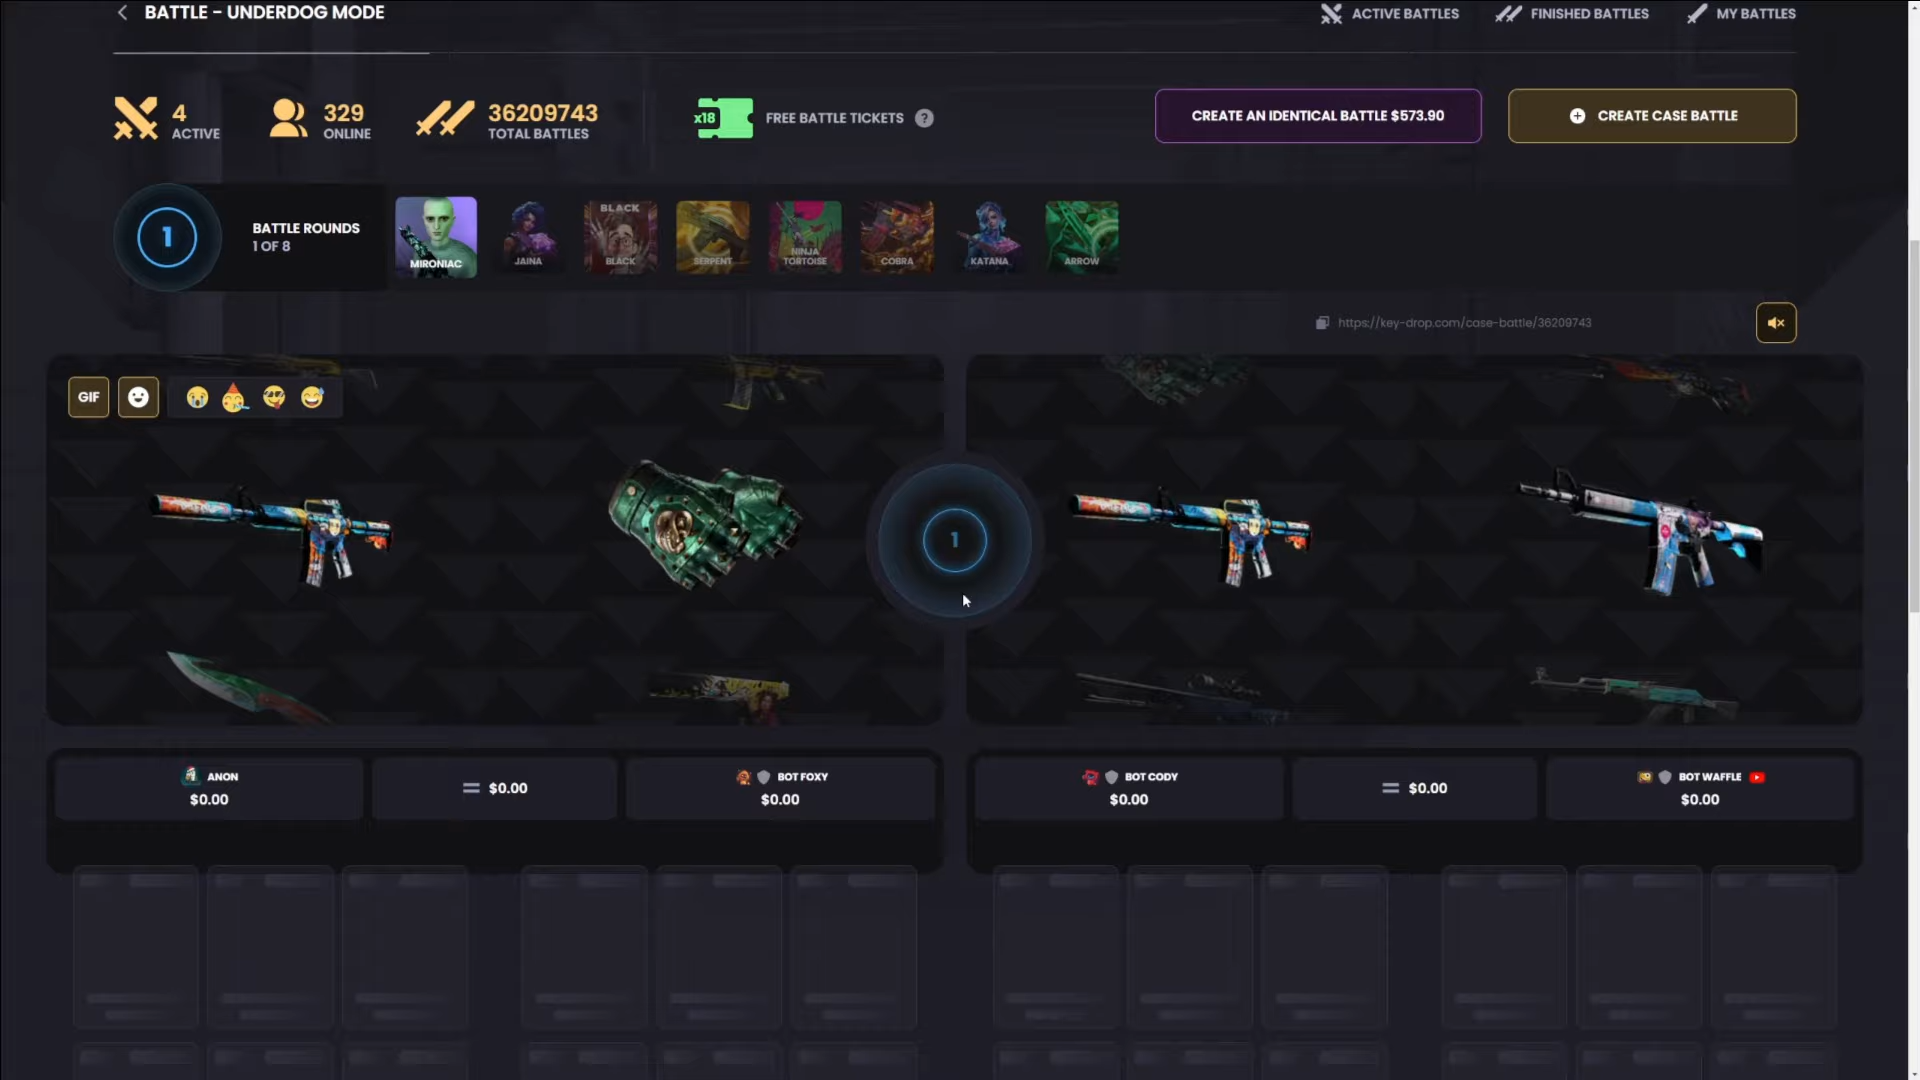 BATTLE - UNDERDOG MODE
ACTIVE BATTLES
FINISHED BATTLES
MY BATTLES
4
ACTIVE
329
ONLINE
36209743
TOTAL BATTLES
x18
FREE BATTLE TICKETS ?
CREATE AN IDENTICAL BATTLE $573.90
CREATE CASE BATTLE
1
BATTLE ROUNDS
1 OF 8
MIRONIAC
JAINA
BLACK
BLACK
SERPENT
NINJA
TORTOISE
COBRA
KATANA
ARROW
https://key-drop.com/case-battle/36209743
GIF
1
ANON
$0.00
= $0.00
BOT FOXY
$0.00
BOT CODY
$0.00
= $0.00
BOT WAFFLE
$0.00